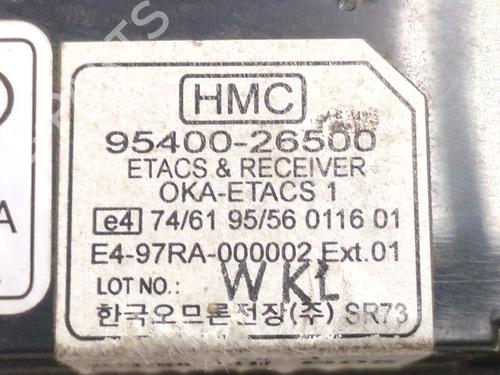 HMC
95400-26500
ETACS & RECEIVER
OKA-ETACS 1
e4 74/61 95/56 0116 01
E4-97RA-000002 Ext.01
LOT NO.: WKL
한국오므론전장(주) SR73
A